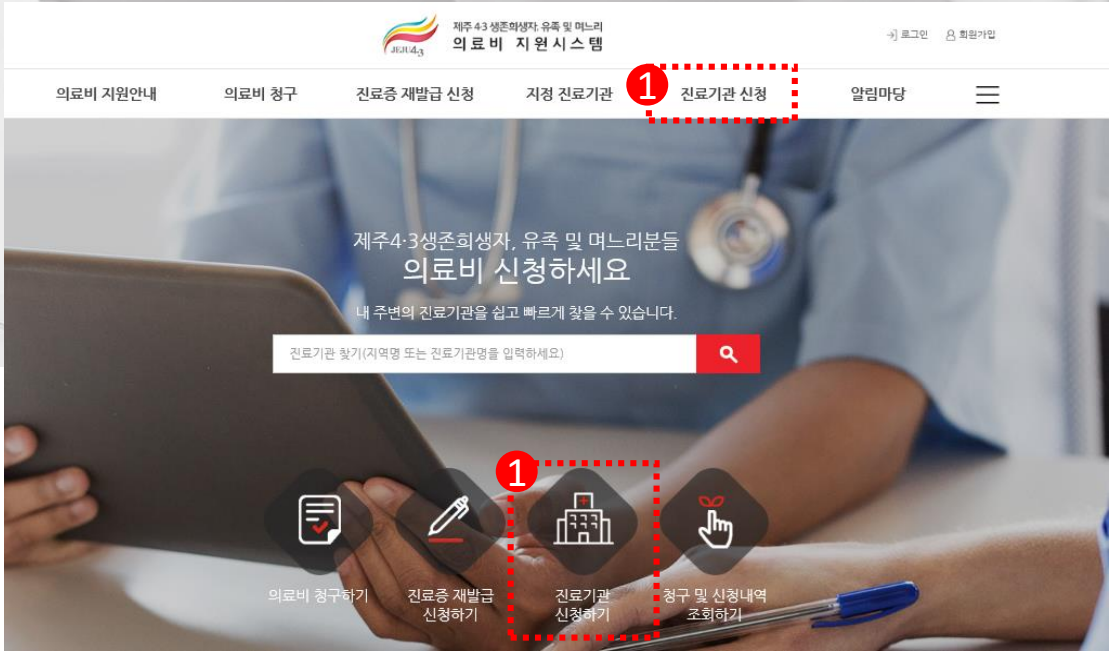 제주 4·3 생존희생자, 유족 및 며느리
의료비 지원시스템
JEJU4.3
로그인
회원가입
의료비 지원안내
의료비 청구
진료증 재발급 신청
지정 진료기관
1
진료기관 신청
알림마당
제주4·3생존희생자, 유족 및 며느리분들
의료비 신청하세요
내 주변의 진료기관을 쉽고 빠르게 찾을 수 있습니다.
진료기관 찾기(지역명 또는 진료기관명을 입력하세요)
1
의료비 청구하기
진료증 재발급
신청하기
진료기관
신청하기
청구 및 신청내역
조회하기